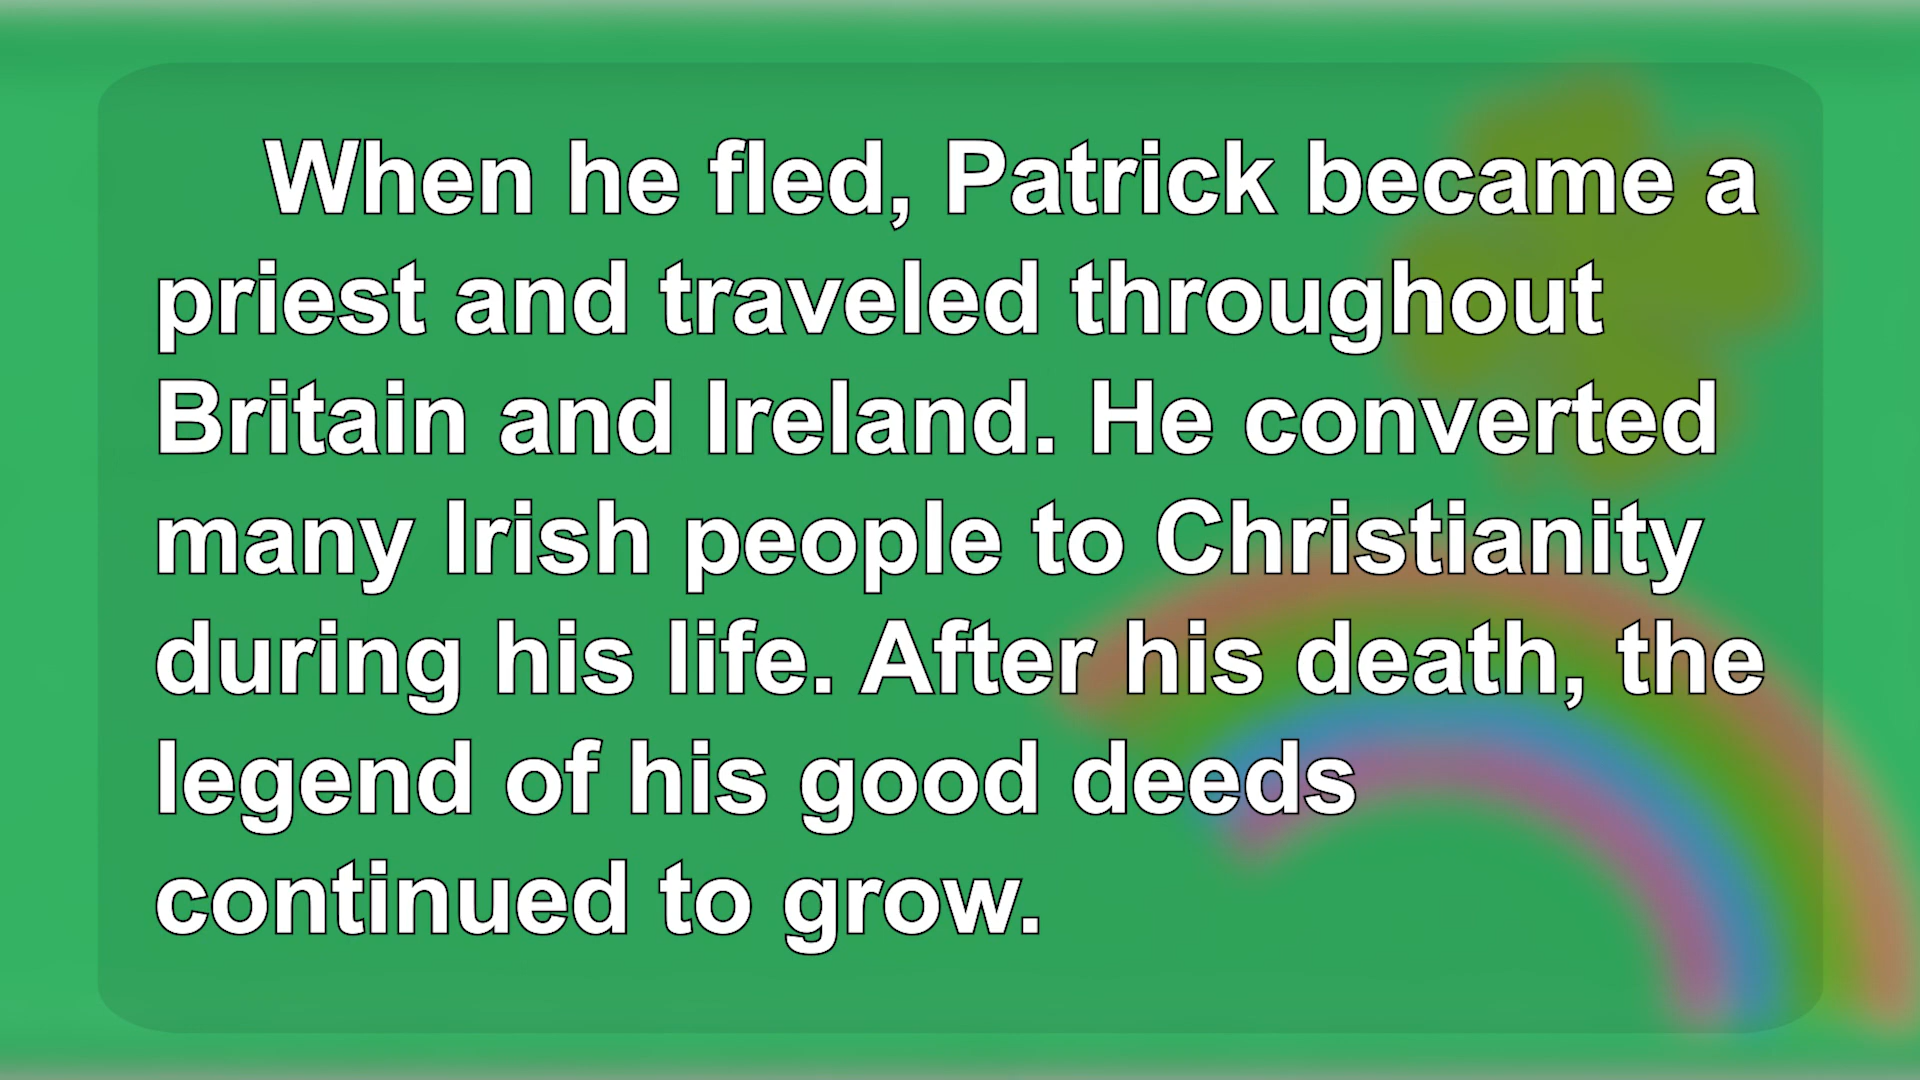 When he fled, Patrick became a
priest and traveled throughout
Britain and Ireland. He converted
many Irish people to Christianity
during his life. After his death, the
legend of his good deeds
continued to grow.